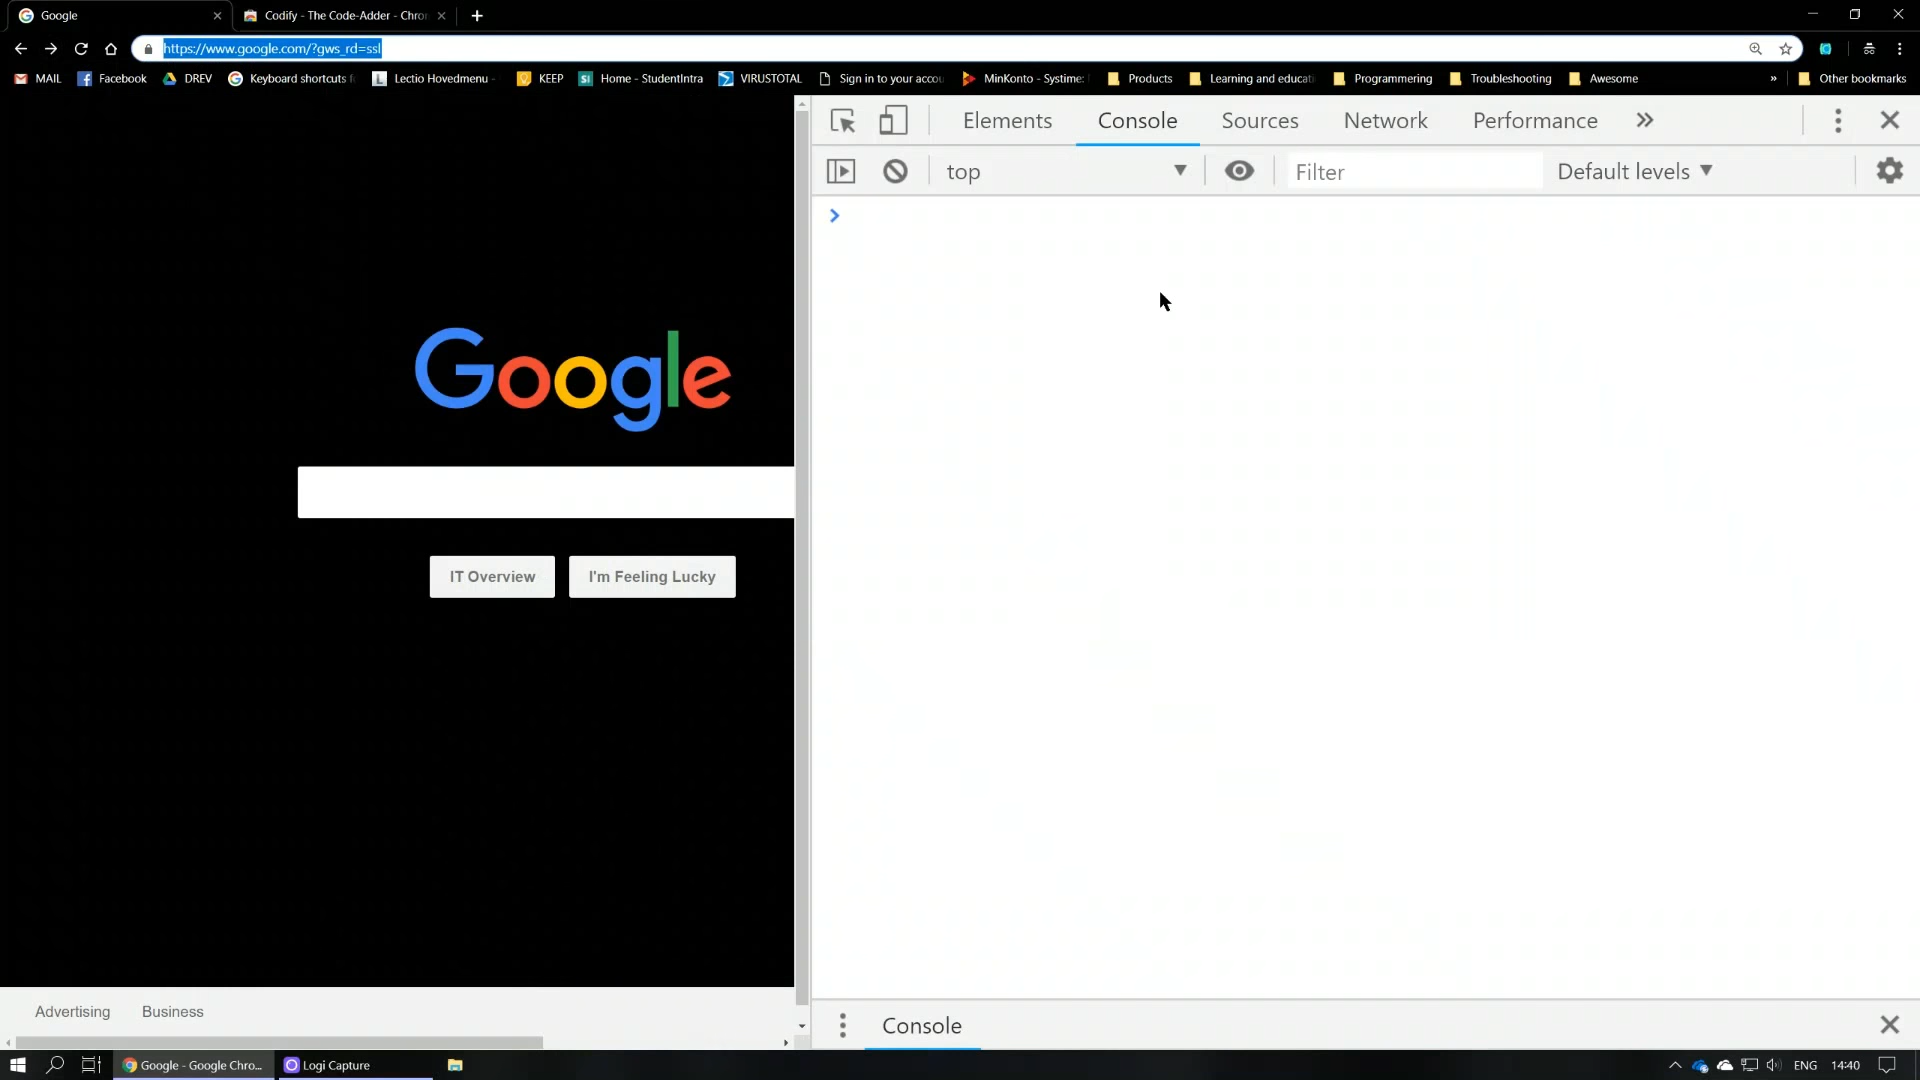 Google
Codify - The Code-Adder - Chro
https://www.google.com/?gws_rd=ssl
MAIL
Facebook
DREV
Keyboard shortcuts f
Lectio Hovedmenu -
KEEP
Home - StudentIntra
VIRUSTOTAL
Sign in to your accou
MinKonto - Systime:
Products
Learning and educati
Programmering
Troubleshooting
Awesome
»
Other bookmarks
Elements
Console
Sources
Network
Performance
»
top
Filter
Default levels
Google
IT Overview
I'm Feeling Lucky
Advertising
Business
Console
Google - Google Chro...
Logi Capture
ENG
14:40